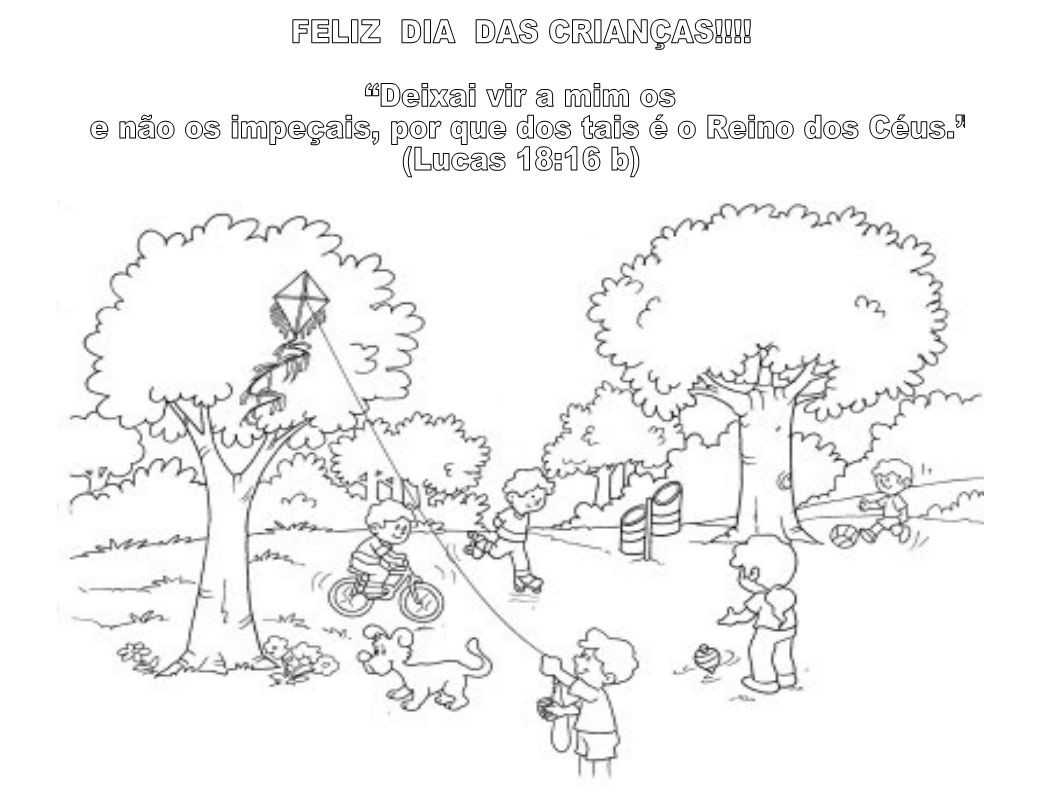 FELIZ DIA DAS CRIANÇAS!!!!
“Deixai vir a mim os
e não os impeçais, por que dos tais é o Reino dos Céus.”
(Lucas 18:16 b)